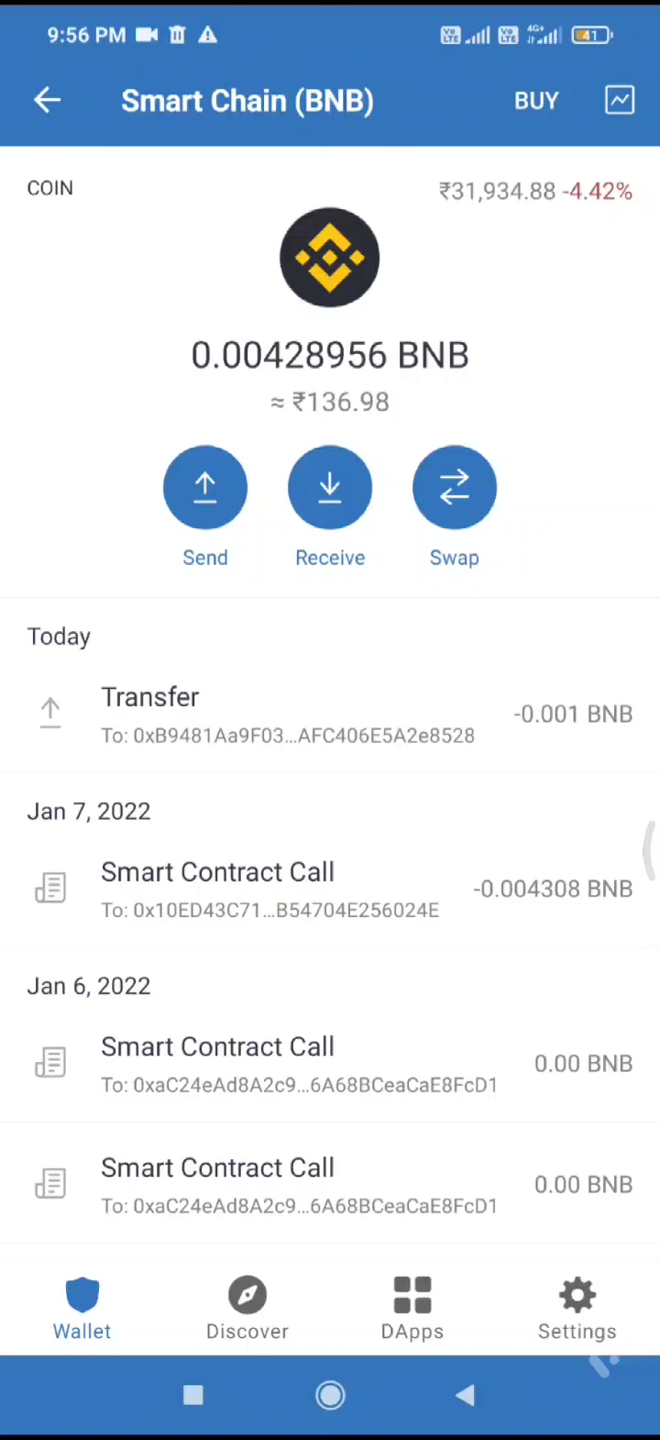 9:56 PM
4G+
41
Smart Chain (BNB)
BUY
COIN
₹31,934.88 -4.42%
0.00428956 BNB
≈ ₹136.98
Send
Receive
Swap
Today
Transfer
-0.001 BNB
To: 0xB9481Aa9F03...AFC406E5A2e8528
Jan 7, 2022
Smart Contract Call
-0.004308 BNB
To: 0x10ED43C71...B54704E256024E
Jan 6, 2022
Smart Contract Call
0.00 BNB
To: 0xaC24eAd8A2c9...6A68BCeaCaE8FcD1
Smart Contract Call
0.00 BNB
To: 0xaC24eAd8A2c9...6A68BCeaCaE8FcD1
Wallet
Discover
DApps
Settings